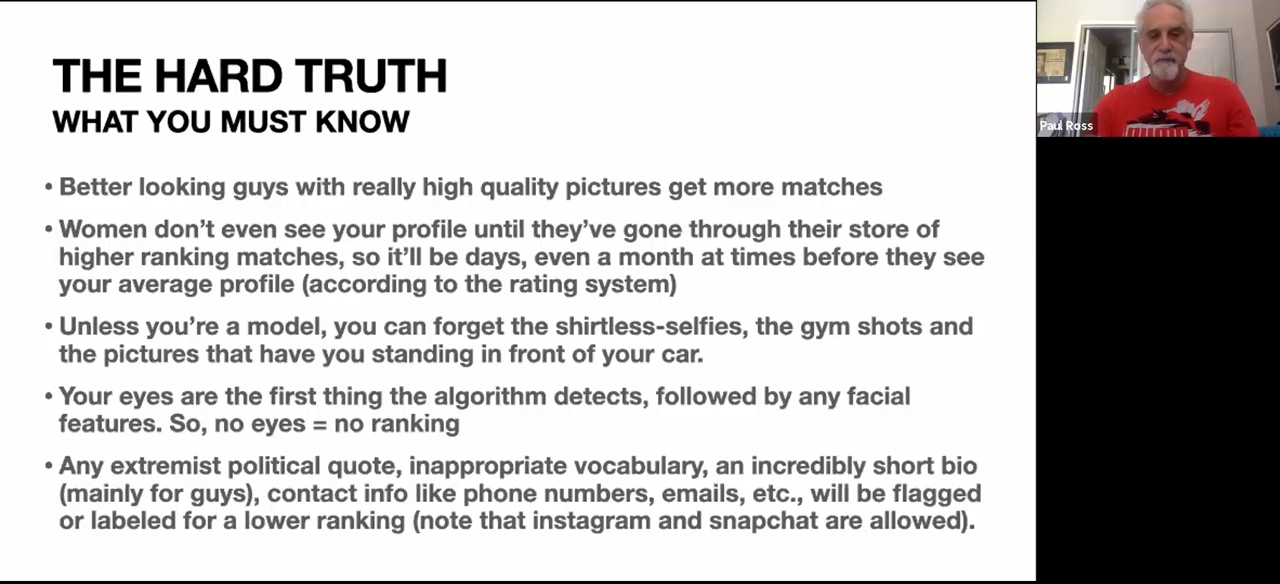 THE HARD TRUTH
WHAT YOU MUST KNOW
• Better looking guys with really high quality pictures get more matches
• Women don’t even see your profile until they’ve gone through their store of
higher ranking matches, so it’ll be days, even a month at times before they see
your average profile (according to the rating system)
• Unless you’re a model, you can forget the shirtless-selfies, the gym shots and
the pictures that have you standing in front of your car.
• Your eyes are the first thing the algorithm detects, followed by any facial
features. So, no eyes = no ranking
• Any extremist political quote, inappropriate vocabulary, an incredibly short bio
(mainly for guys), contact info like phone numbers, emails, etc., will be flagged
or labeled for a lower ranking (note that instagram and snapchat are allowed).
Paul Ross